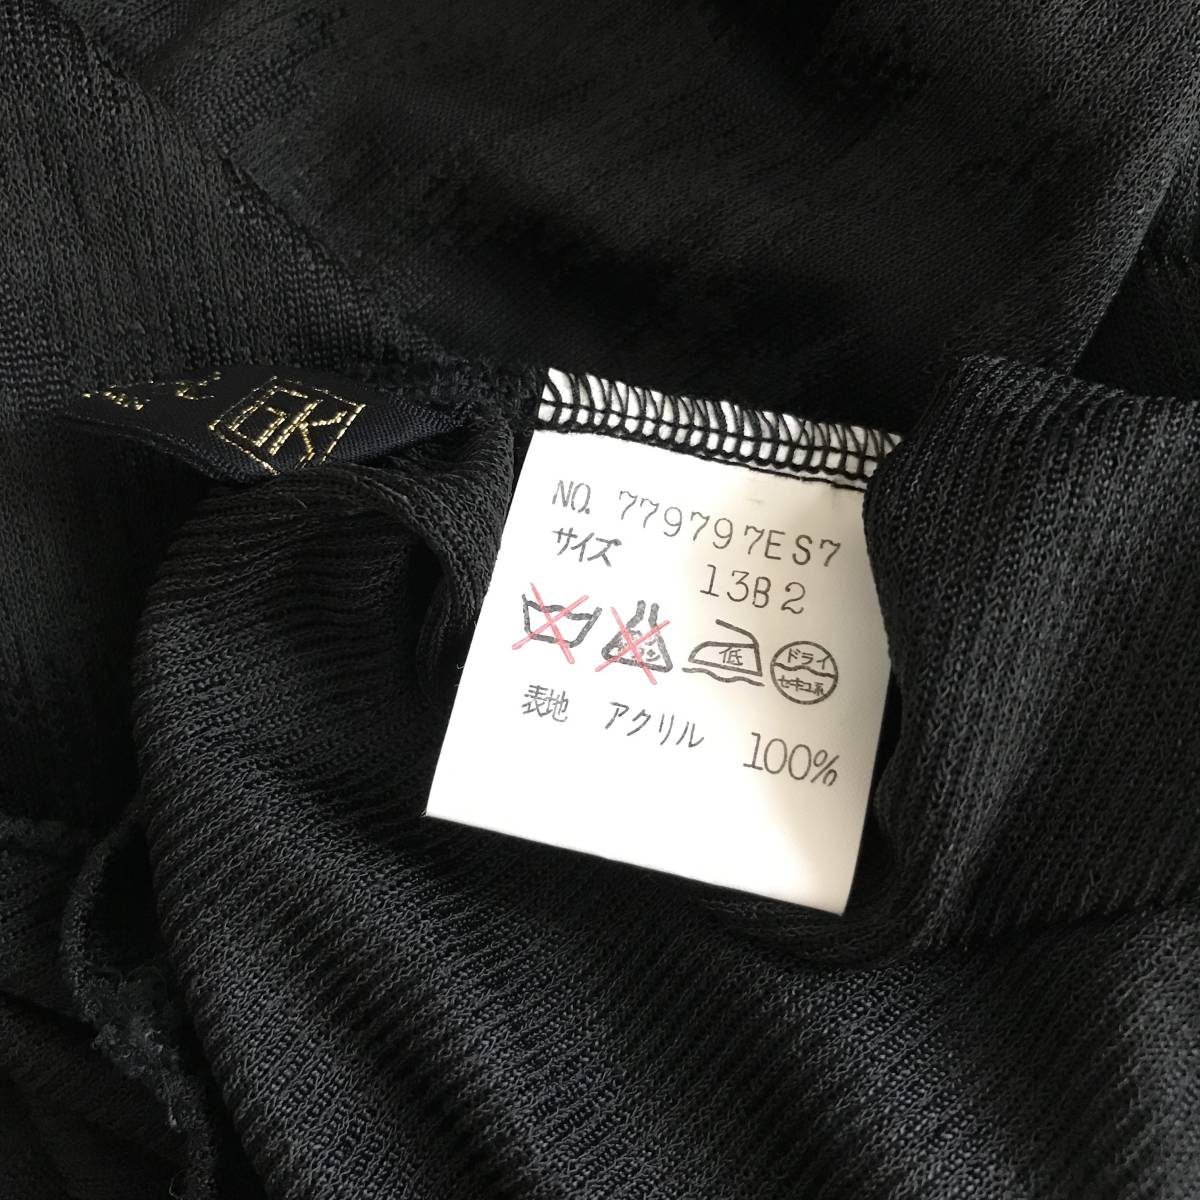 6K
NO. 779797ES7
サイズ
13B2
低
ドライ
セキユ系
表地 アクリル 100%